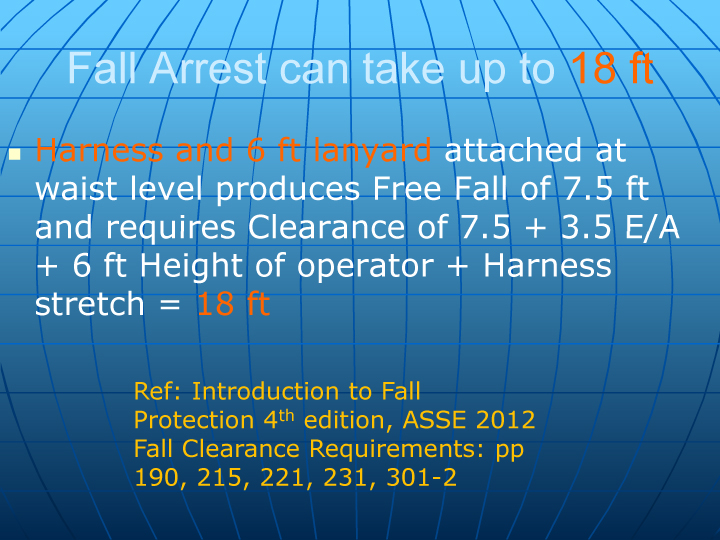 Fall Arrest can take up to 18 ft
Harness and 6 ft lanyard attached at
waist level produces Free Fall of 7.5 ft
and requires Clearance of 7.5 + 3.5 E/A
+ 6 ft Height of operator + Harness
stretch = 18 ft
Ref: Introduction to Fall
Protection 4th edition, ASSE 2012
Fall Clearance Requirements: pp
190, 215, 221, 231, 301-2